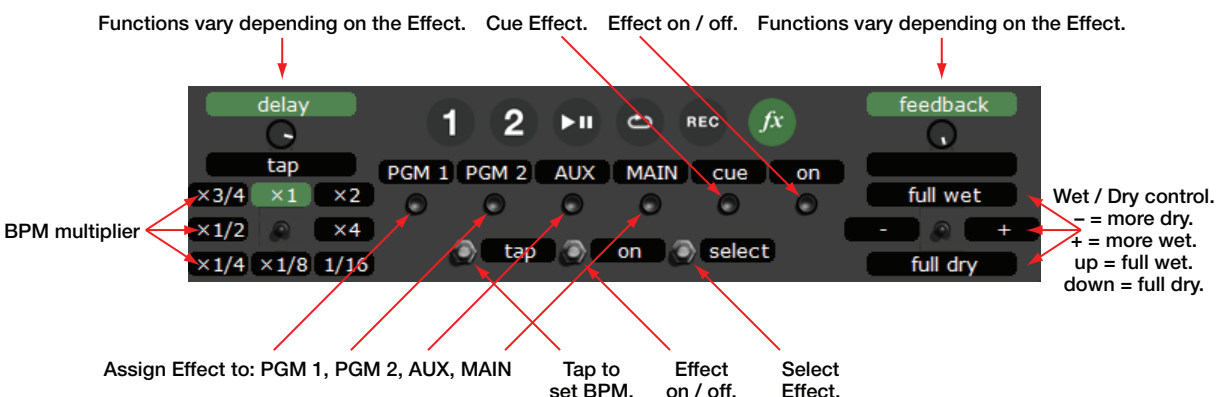 Functions vary depending on the Effect. Cue Effect. Effect on / off. Functions vary depending on the Effect.
delay
feedback
1 2 REC fx
tap
PGM 1 PGM 2 AUX MAIN cue on
×3/4 ×1 ×2
full wet
BPM multiplier
×1/2 ×4
- +
tap on select
×1/4 ×1/8 1/16
full dry
Wet / Dry control.
– = more dry.
+ = more wet.
up = full wet.
down = full dry.
Assign Effect to: PGM 1, PGM 2, AUX, MAIN
Tap to
set BPM.
Effect
on / off.
Select
Effect.